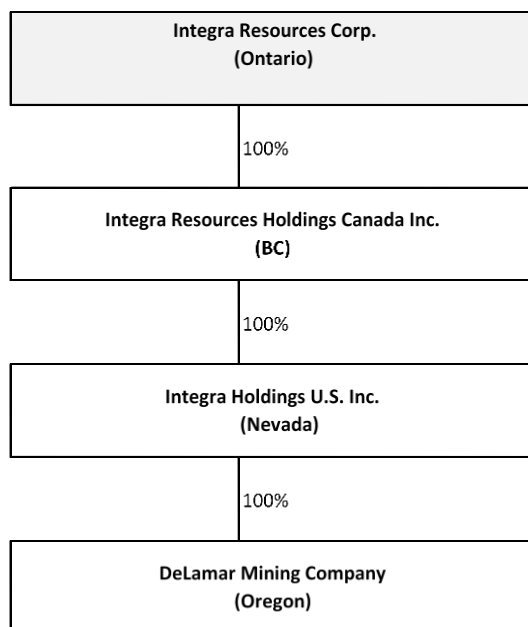 Integra Resources Corp.
(Ontario)
100%
Integra Resources Holdings Canada Inc.
(BC)
100%
Integra Holdings U.S. Inc.
(Nevada)
100%
DeLamar Mining Company
(Oregon)